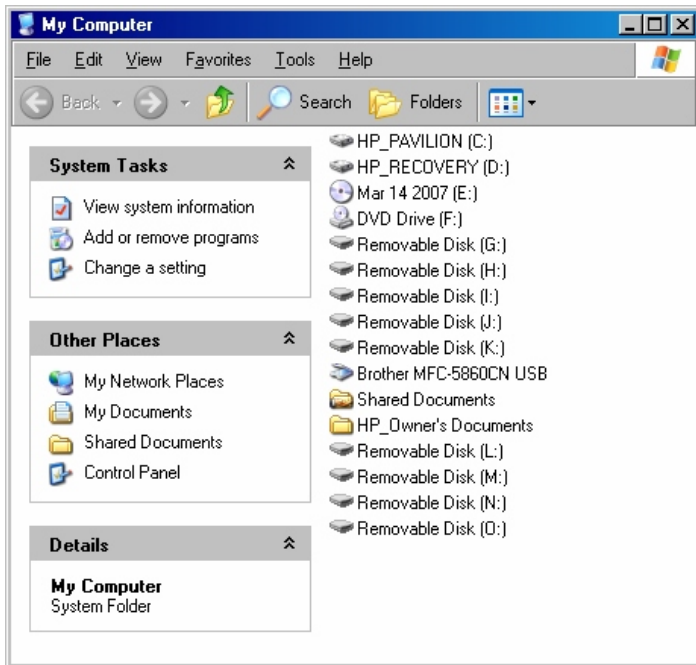 My Computer
File Edit View Favorites Tools Help
Back Search Folders
System Tasks
View system information
Add or remove programs
Change a setting
Other Places
My Network Places
My Documents
Shared Documents
Control Panel
Details
My Computer
System Folder
HP_PAVILION (C:)
HP_RECOVERY (D:)
Mar 14 2007 (E:)
DVD Drive (F:)
Removable Disk (G:)
Removable Disk (H:)
Removable Disk (I:)
Removable Disk (J:)
Removable Disk (K:)
Brother MFC-5860CN USB
Shared Documents
HP_Owner's Documents
Removable Disk (L:)
Removable Disk (M:)
Removable Disk (N:)
Removable Disk (O:)